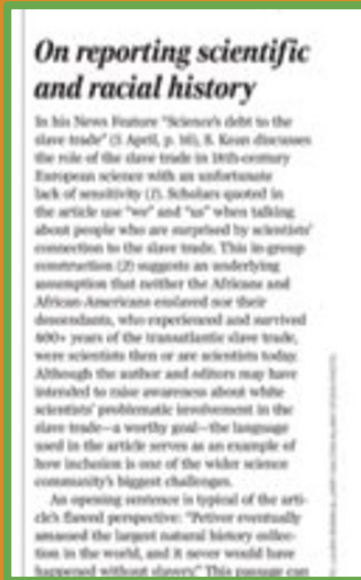 On reporting scientific
and racial history
In his News Feature "Science's debt to the
slave trade" (5 April, p. 16), S. Kean discusses
the role of the slave trade in 18th-century
European science with an unfortunate
lack of sensitivity (1). Scholars quoted in
the article use "we" and "us" when talking
about people who are surprised by scientists'
connection to the slave trade. This in-group
construction (2) suggests an underlying
assumption that neither the Africans and
African-Americans enslaved nor their
descendants, who experienced and survived
400+ years of the transatlantic slave trade,
were scientists then or are scientists today.
Although the author and editors may have
intended to raise awareness about white
scientists' problematic involvement in the
slave trade—a worthy goal—the language
used in the article serves as an example of
how inclusion is one of the wider science
community's biggest challenges.
An opening sentence is typical of the arti-
cle's flawed perspective: "Petiver eventually
amassed the largest natural history collec-
tion in the world, and it never would have
happened without slavery." This passage can